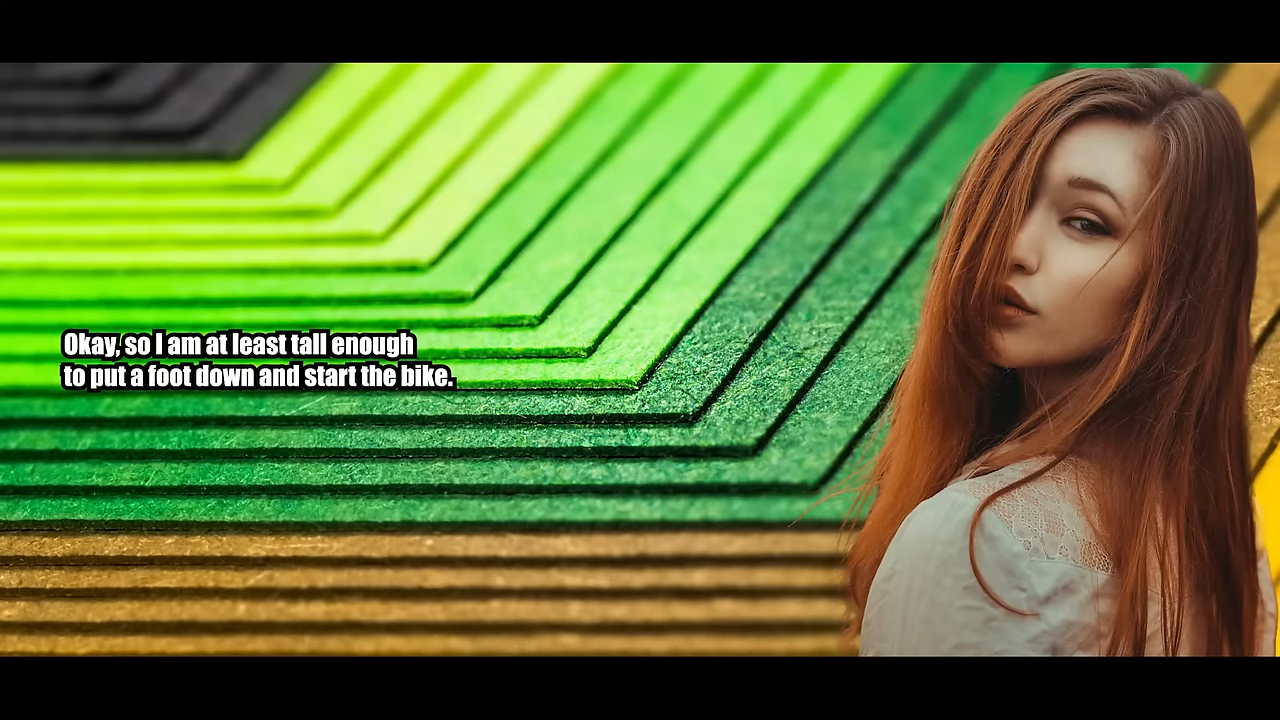 Okay, so I am at least tall enough
to put a foot down and start the bike.